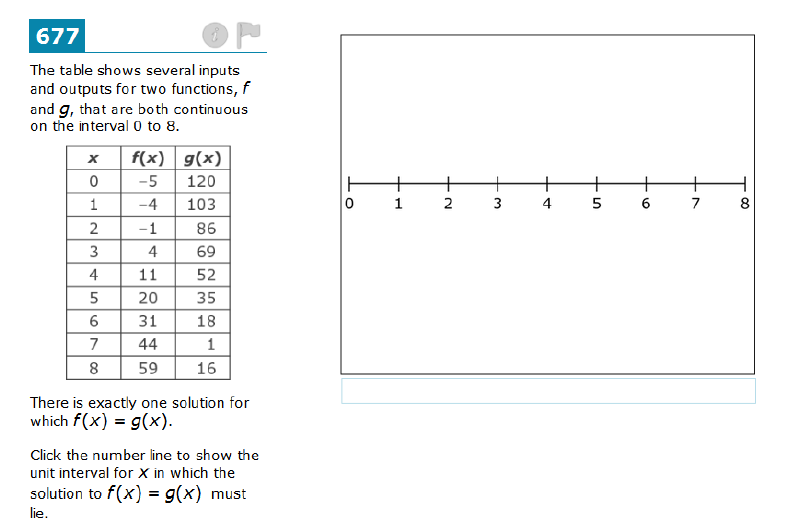 677
The table shows several inputs
and outputs for two functions, f
and g, that are both continuous
on the interval 0 to 8.
x f(x) g(x)
0 -5 120
1 -4 103
2 -1 86
3 4 69
4 11 52
5 20 35
6 31 18
7 44 1
8 59 16
There is exactly one solution for
which f(x) = g(x).
Click the number line to show the
unit interval for x in which the
solution to f(x) = g(x) must
lie.
0 1 2 3 4 5 6 7 8